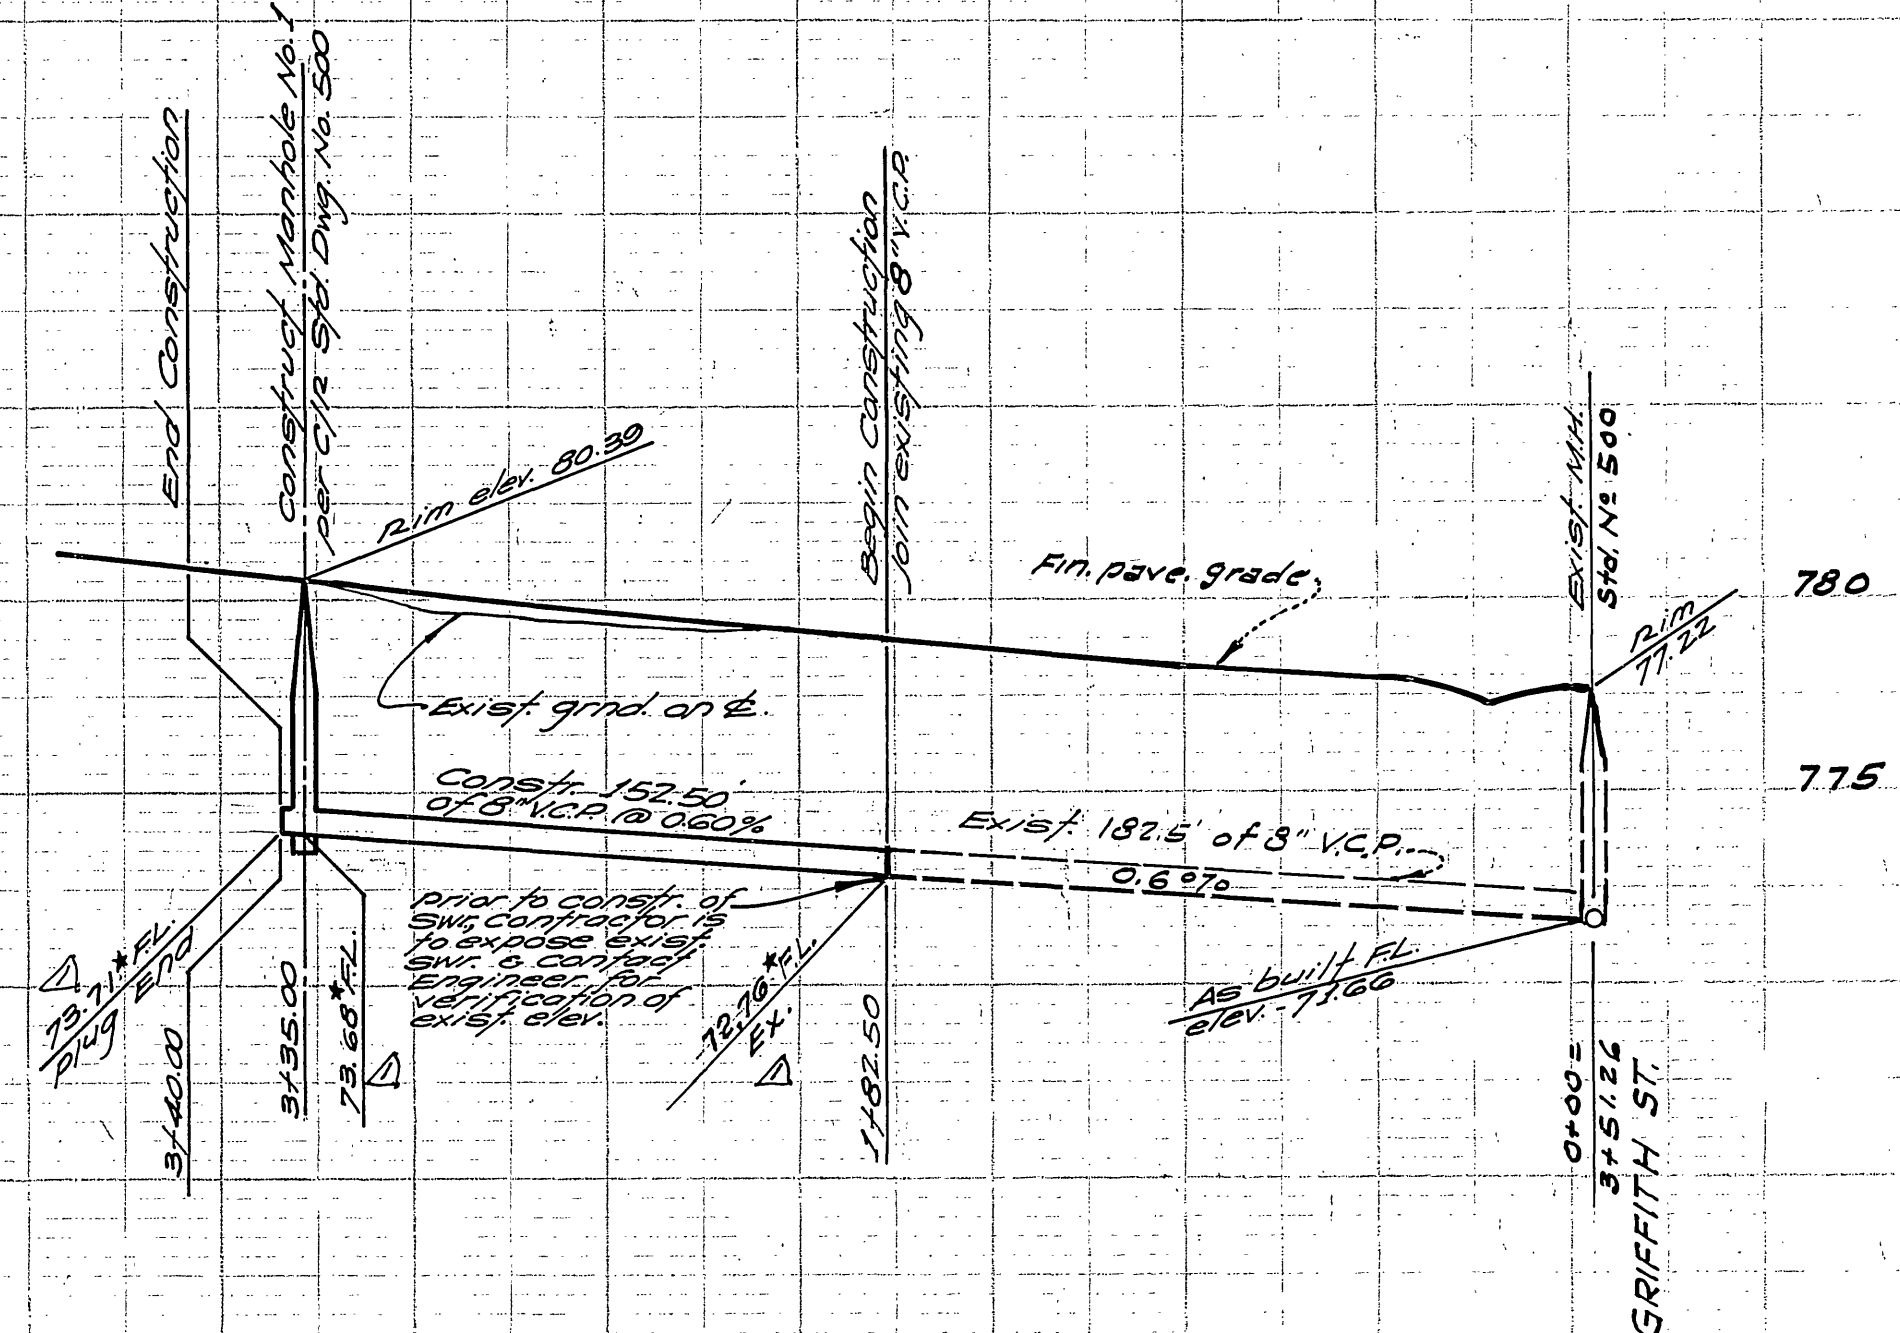 End Construction
Construct Manhole No. 1
per C/12 Std. Dwg. No. 500
Begin Construction
Join existing 8" V.C.P.
Exist. M.H.
Std. Nº 500
Rim elev. 80.39
Fin. pave. grade
Rim
77.22
780
775
Exist. grnd. on ℄.
Constr. 152.50'
of 8" V.C.P. @ 0.60%
Exist. 182.5' of 8" V.C.P.
0.6%
Prior to constr. of
swr., contractor is
to expose exist.
swr. & contact
Engineer for
verification of
exist. elev.
1
73.71* F.L.
Plug End
3+40.00
3+35.00
73.68* F.L.
1
72.76* F.L.
Ex.
1
1+82.50
As built F.L.
elev. - 71.66
0+00=
3+51.26
GRIFFITH ST.